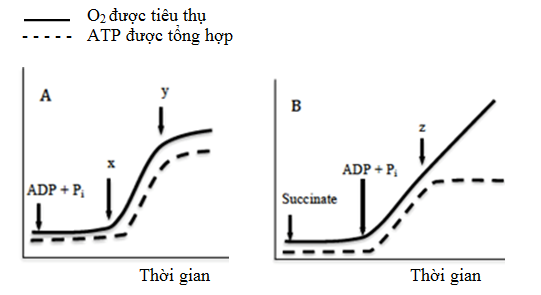 O₂ được tiêu thụ
ATP được tổng hợp
A
y
x
ADP + Pᵢ
Thời gian
B
z
ADP + Pᵢ
Succinate
Thời gian